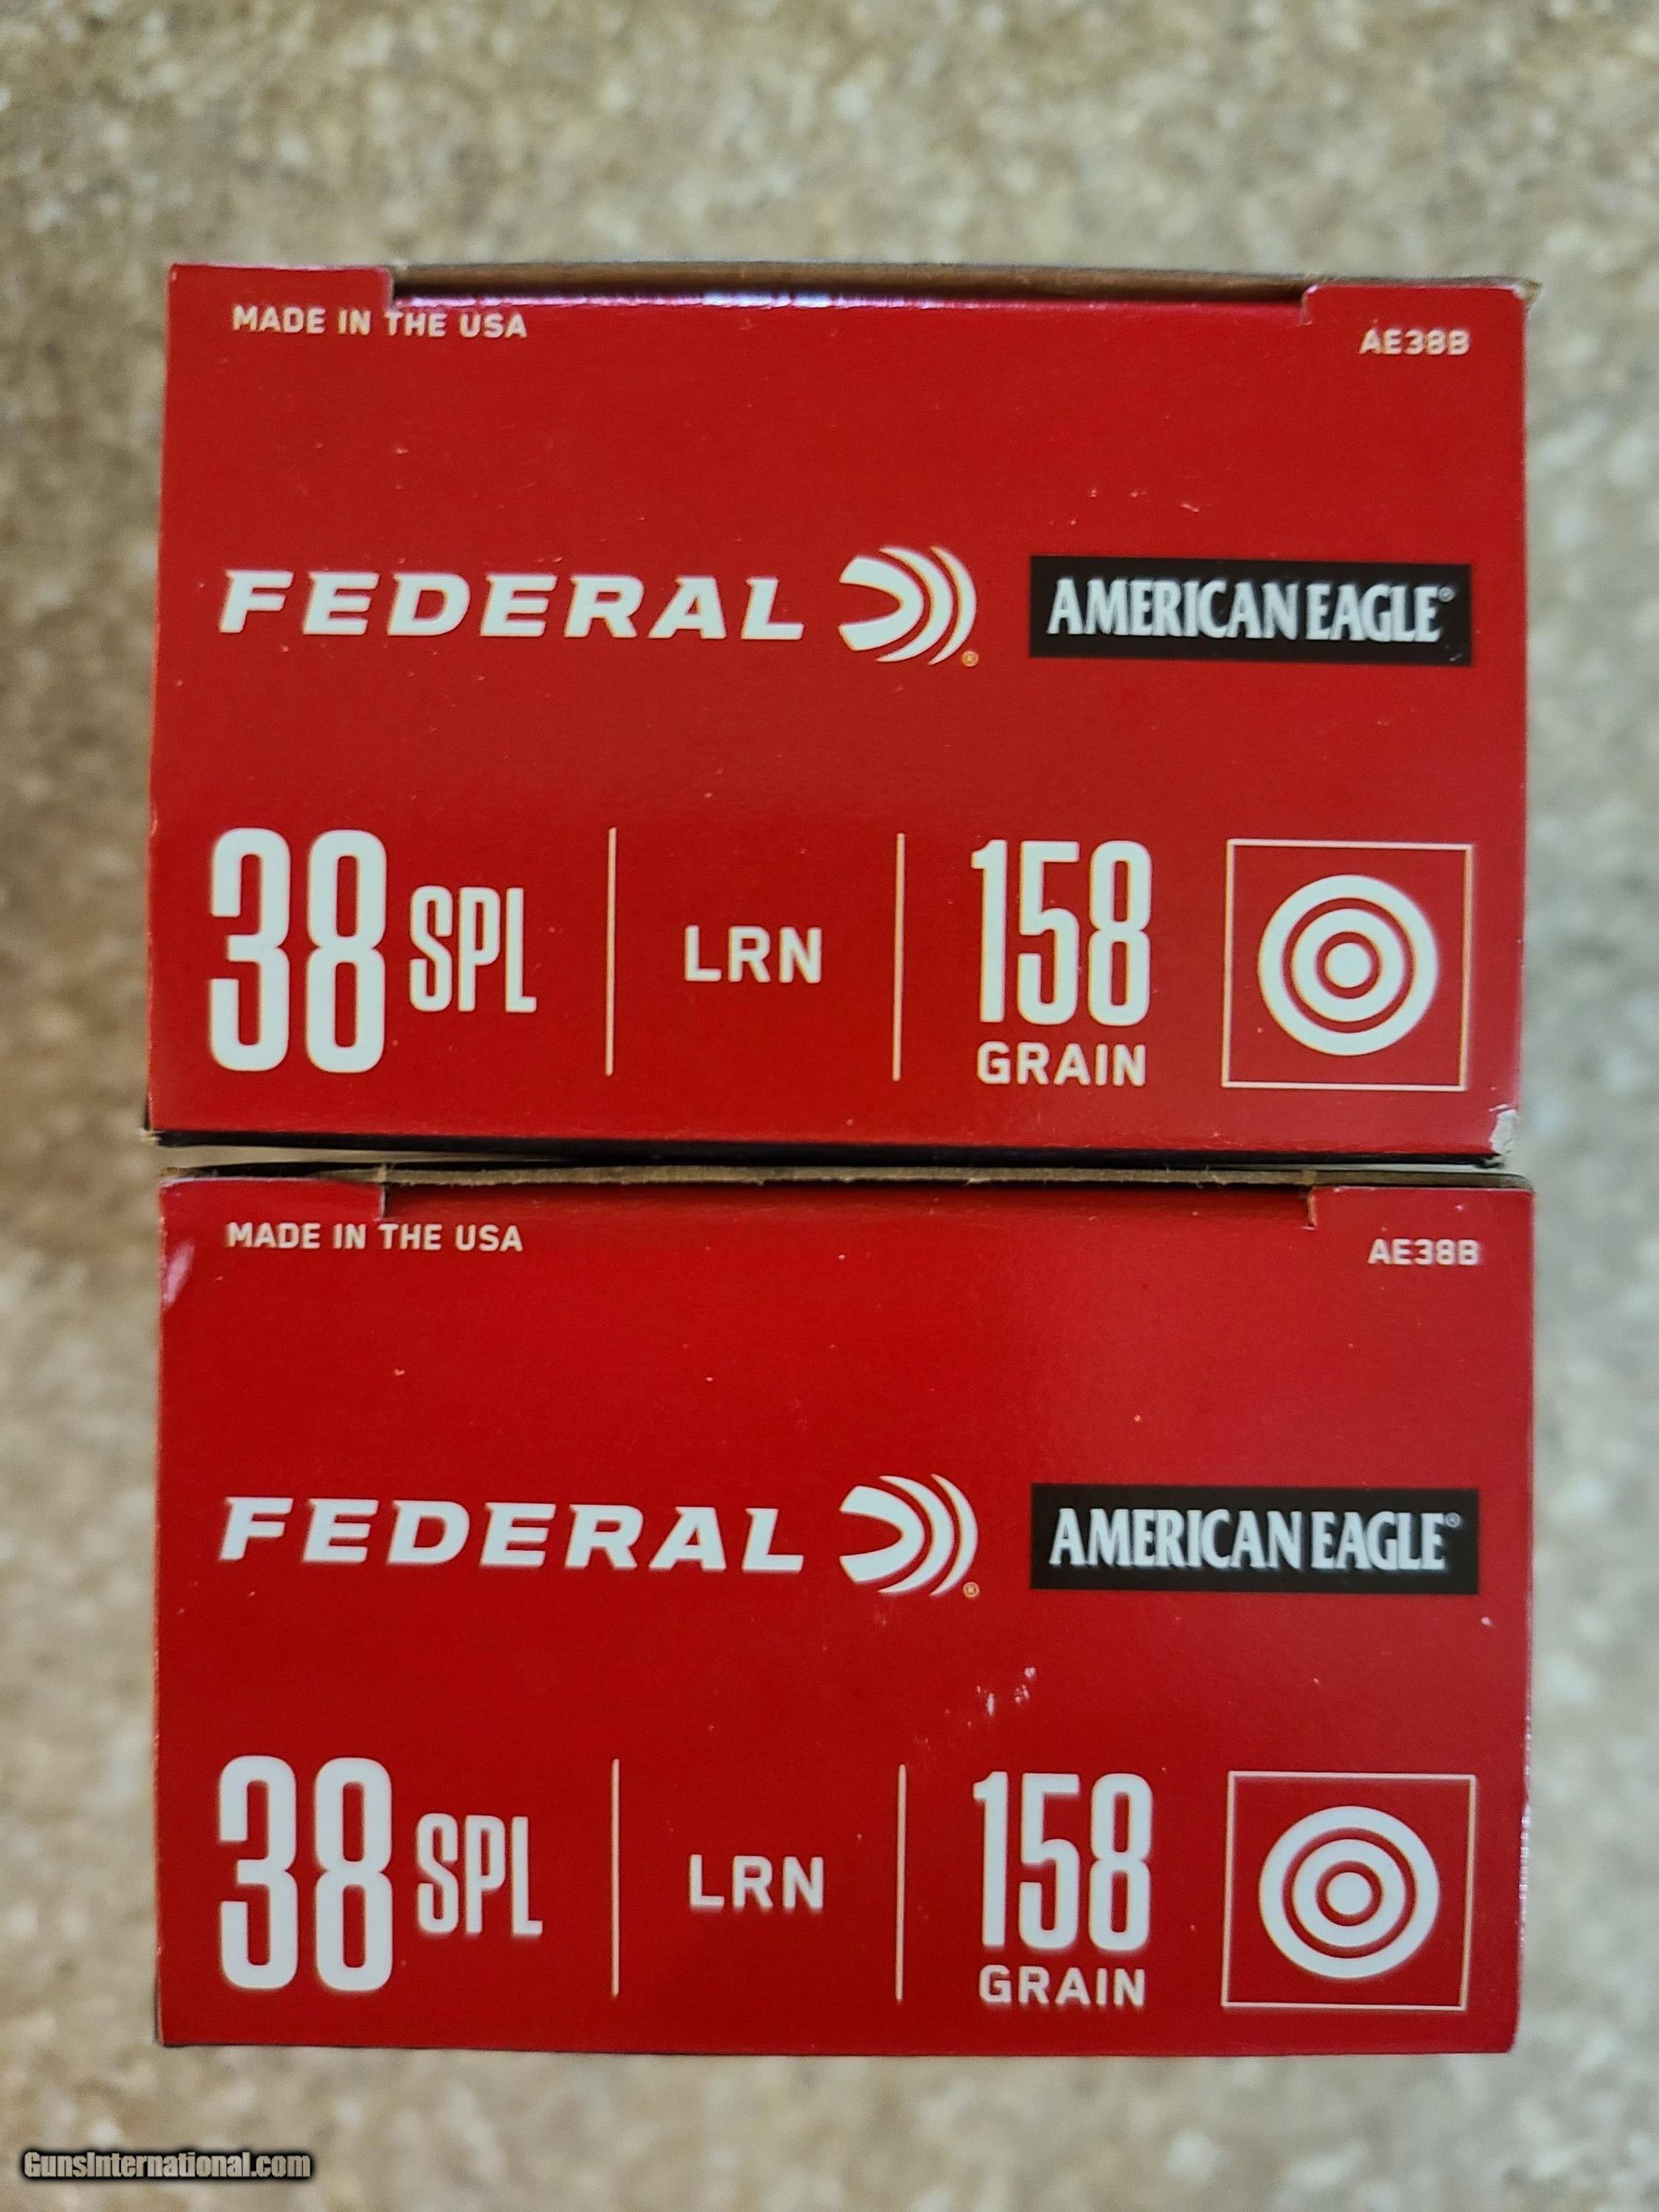 MADE IN THE USA AE38B
FEDERAL ® AMERICAN EAGLE®
38 SPL LRN 158 GRAIN
MADE IN THE USA AE38B
FEDERAL ® AMERICAN EAGLE®
38 SPL LRN 158 GRAIN
GunsInternational.com